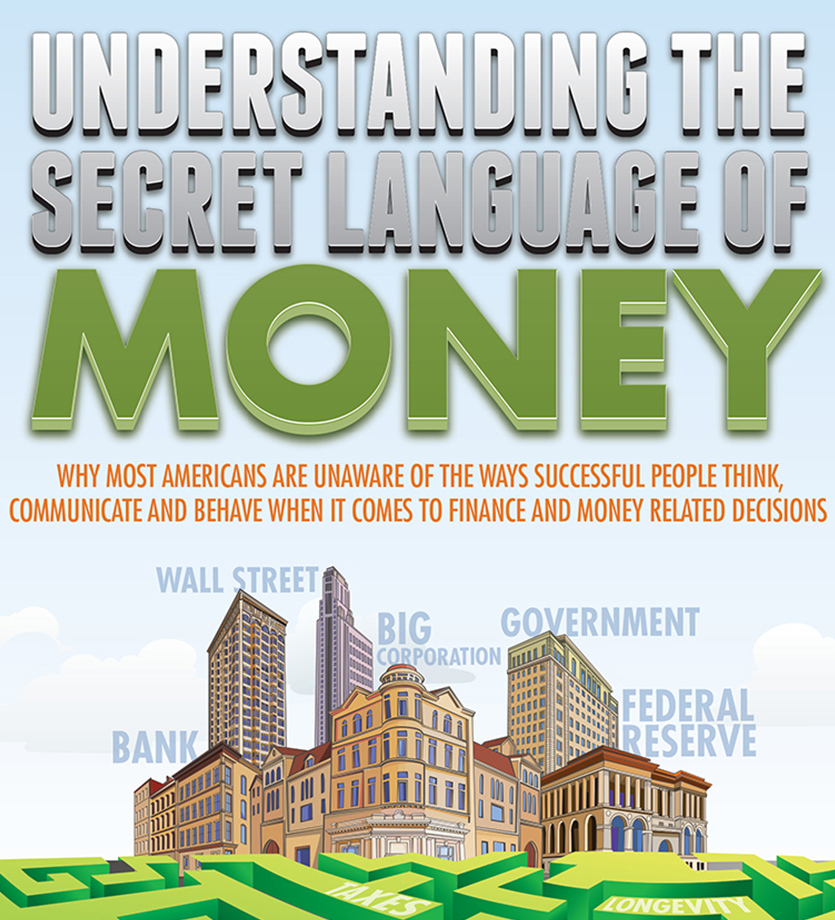 UNDERSTANDING THE
SECRET LANGUAGE OF
MONEY
WHY MOST AMERICANS ARE UNAWARE OF THE WAYS SUCCESSFUL PEOPLE THINK,
COMMUNICATE AND BEHAVE WHEN IT COMES TO FINANCE AND MONEY RELATED DECISIONS
WALL STREET
BIG
CORPORATION
GOVERNMENT
FEDERAL
RESERVE
BANK
TAXES
LONGEVITY